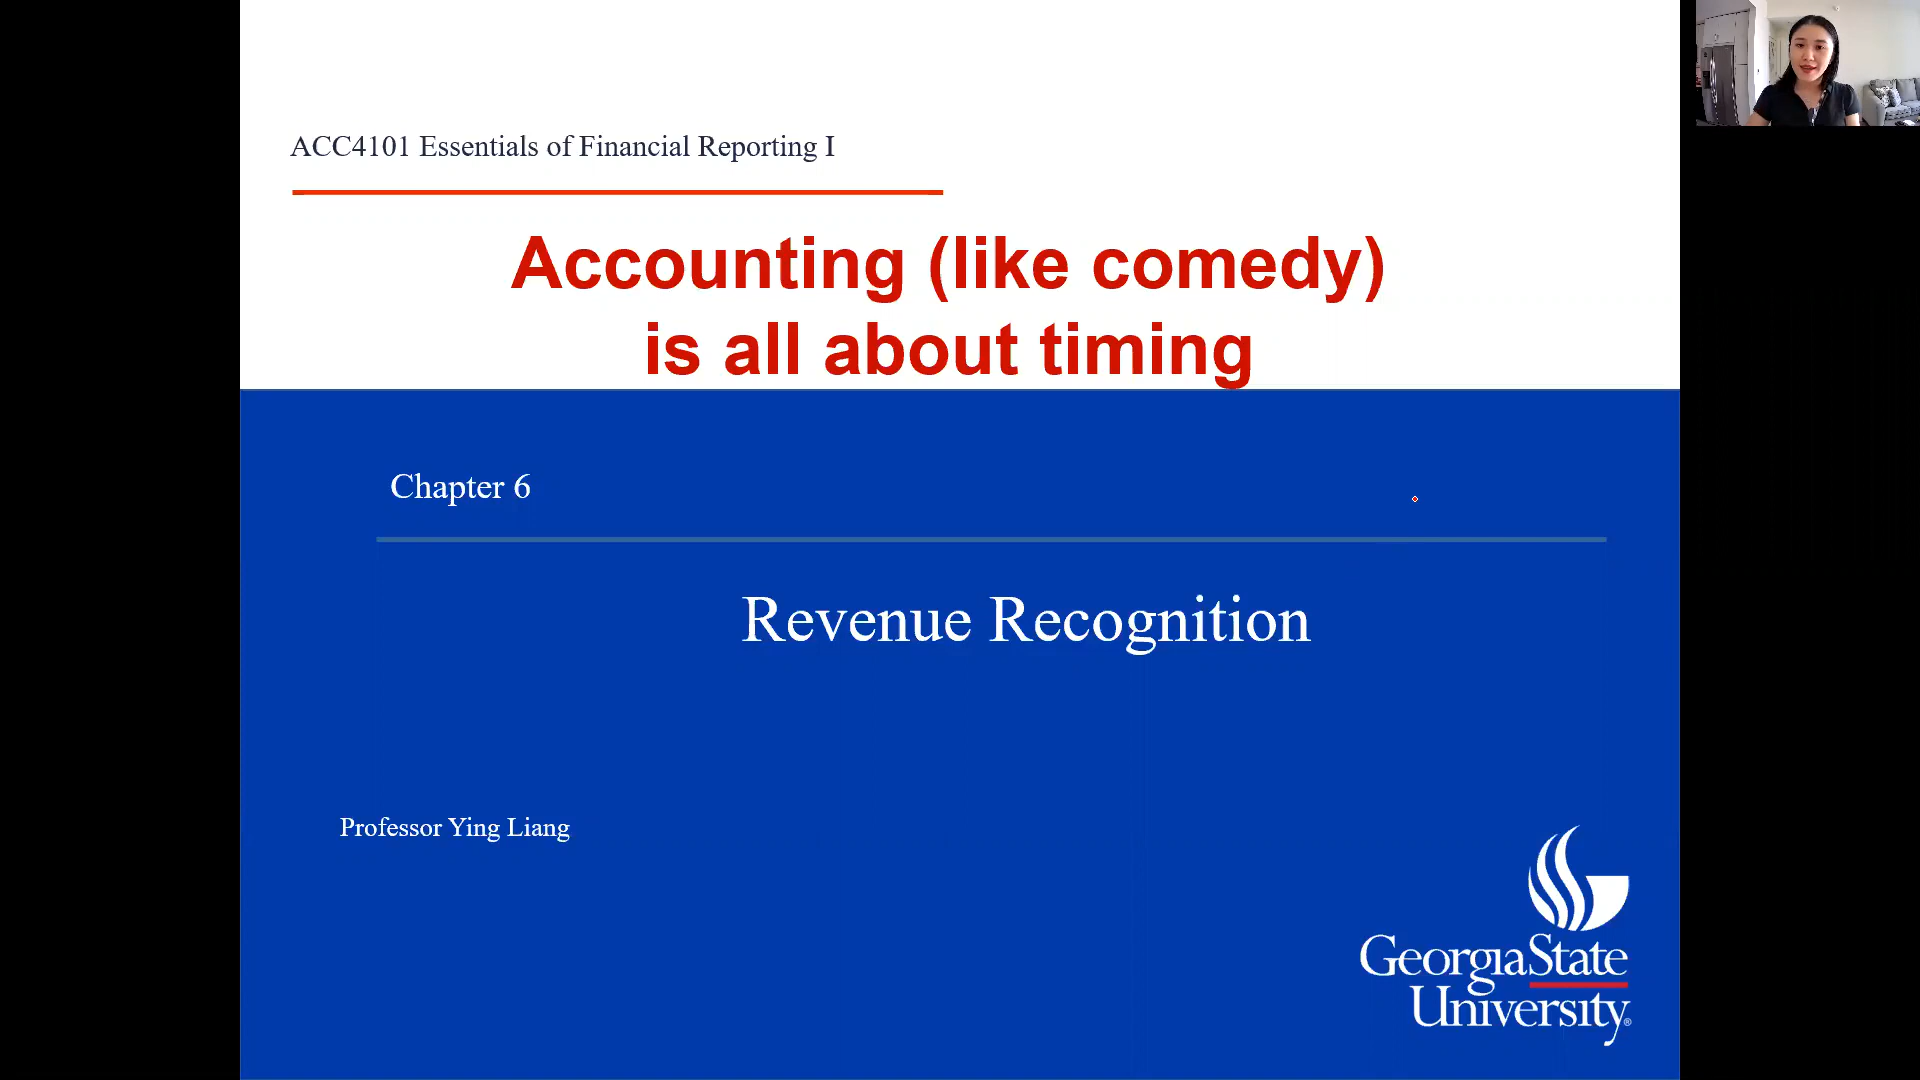 ACC4101 Essentials of Financial Reporting I
Accounting (like comedy)
is all about timing
Chapter 6
Revenue Recognition
Professor Ying Liang
GeorgiaState
University®